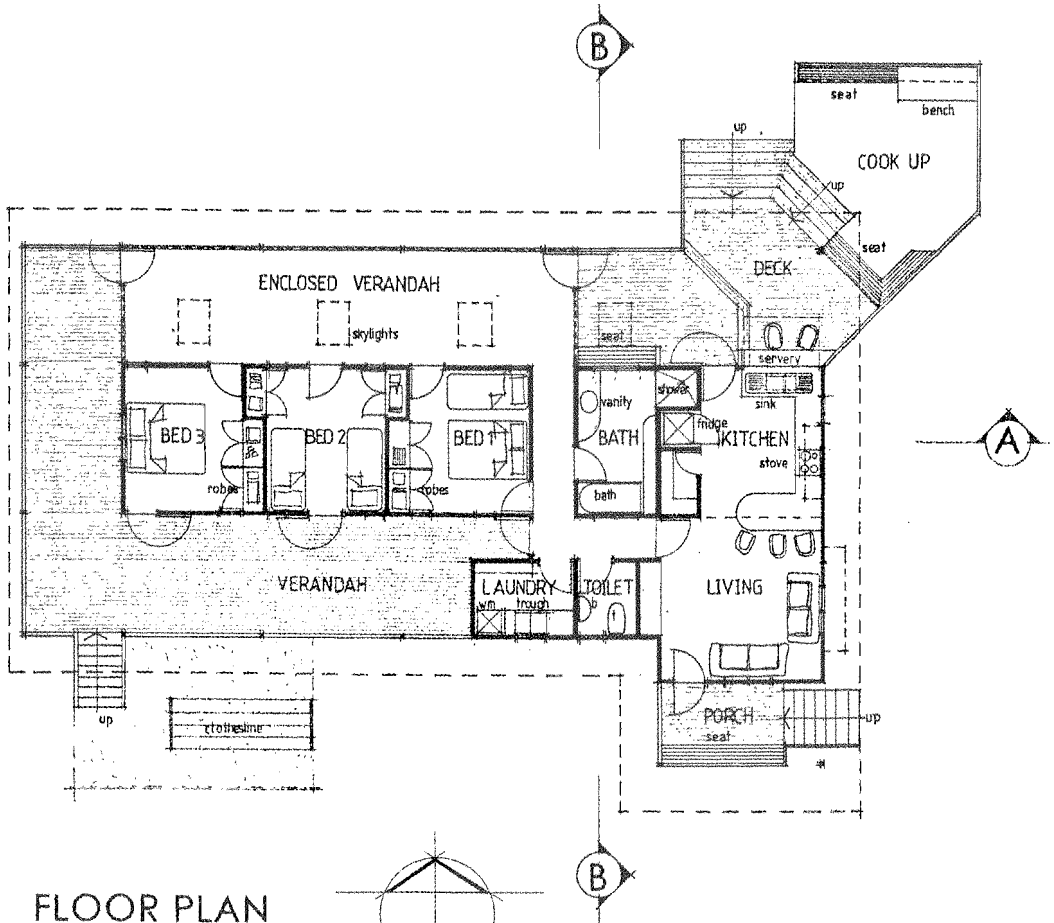 B
seat
bench
up
COOK UP
up
seat
DECK
ENCLOSED VERANDAH
skylights
seat
servery
sink
vanity
shower
fridge
BED 3
BED 2
BED 1
BATH
KITCHEN
stove
A
robes
robes
bath
VERANDAH
LAUNDRY
TOILET
wm
trough
b
LIVING
up
clothesline
PORCH
seat
up
B
FLOOR PLAN